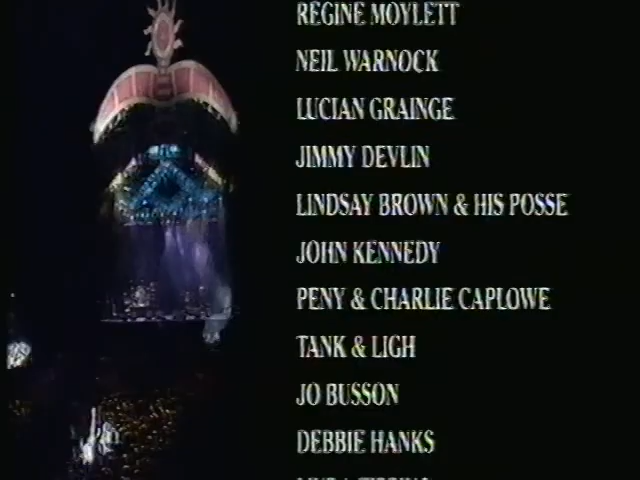 REGINE MOYLETT
NEIL WARNOCK
LUCIAN GRAINGE
JIMMY DEVLIN
LINDSAY BROWN & HIS POSSE
JOHN KENNEDY
PENY & CHARLIE CAPLOWE
TANK & LIGH
JO BUSSON
DEBBIE HANKS